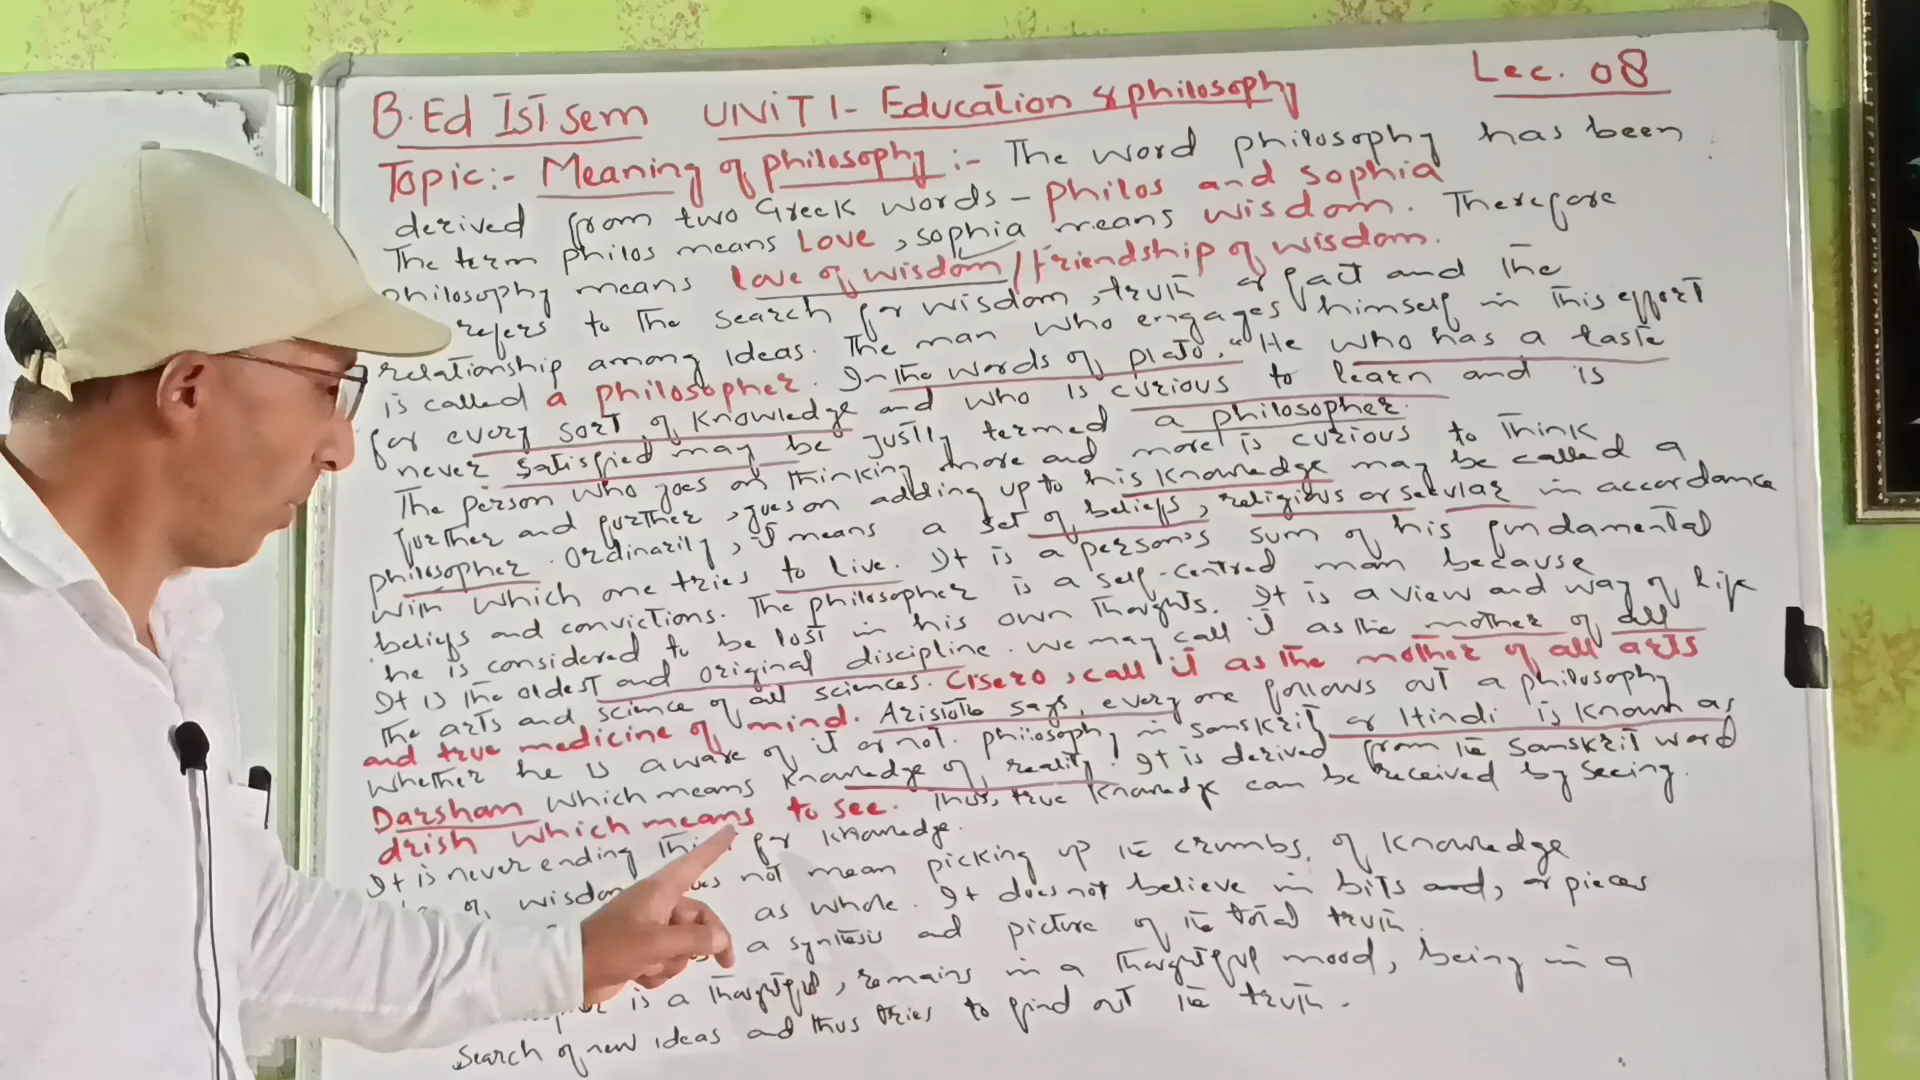 B.Ed Ist sem UNIT 1- Education & philosophy Lec. 08
Topic:- Meaning of philosophy :- The word philosophy has been
derived from two Greek words - philos and sophia
The term philos means Love, sophia means wisdom. Therefore
philosophy means love of wisdom / friendship of wisdom.
refers to the search for wisdom, truth or fact and the
relationship among ideas. The man who engages himself in this effort
is called a philosopher. In the words of plato, "He who has a taste
for every sort of knowledge and who is curious to learn and is
never satisfied may be justly termed a philosopher.
The person who goes on thinking more and more is curious to think
further and further, goes on adding up to his knowledge may be called a
philosopher. Ordinarily, it means a set of beliefs, religious or secular in accordance
with which one tries to live. It is a person's sum of his fundamental
beliefs and convictions. The philosopher is a self-centred man because
he is considered to be lost in his own thoughts. It is a view and way of life
It is the oldest and original discipline. We may call it as the mother of all
The arts and science of all sciences. Cisero, call it as the mother of all arts
and true medicine of mind. Aristotle says, every one follows out a philosophy
whether he is aware of it or not. philosophy in sanskrit or Hindi is known as
Darsham which means knowledge of reality. It is derived from the sanskrit word
drish which means to see. Thus, true knowledge can be received by seeing.
It is never ending for knowledge.
of wisdom not mean picking up the crumbs of knowledge
as whole. It does not believe in bits and, or pieces
a syntesis and picture of the total truth.
is a thoughtful, remains in a thoughtful mood, being in a
search of new ideas and thus tries to find out the truth.